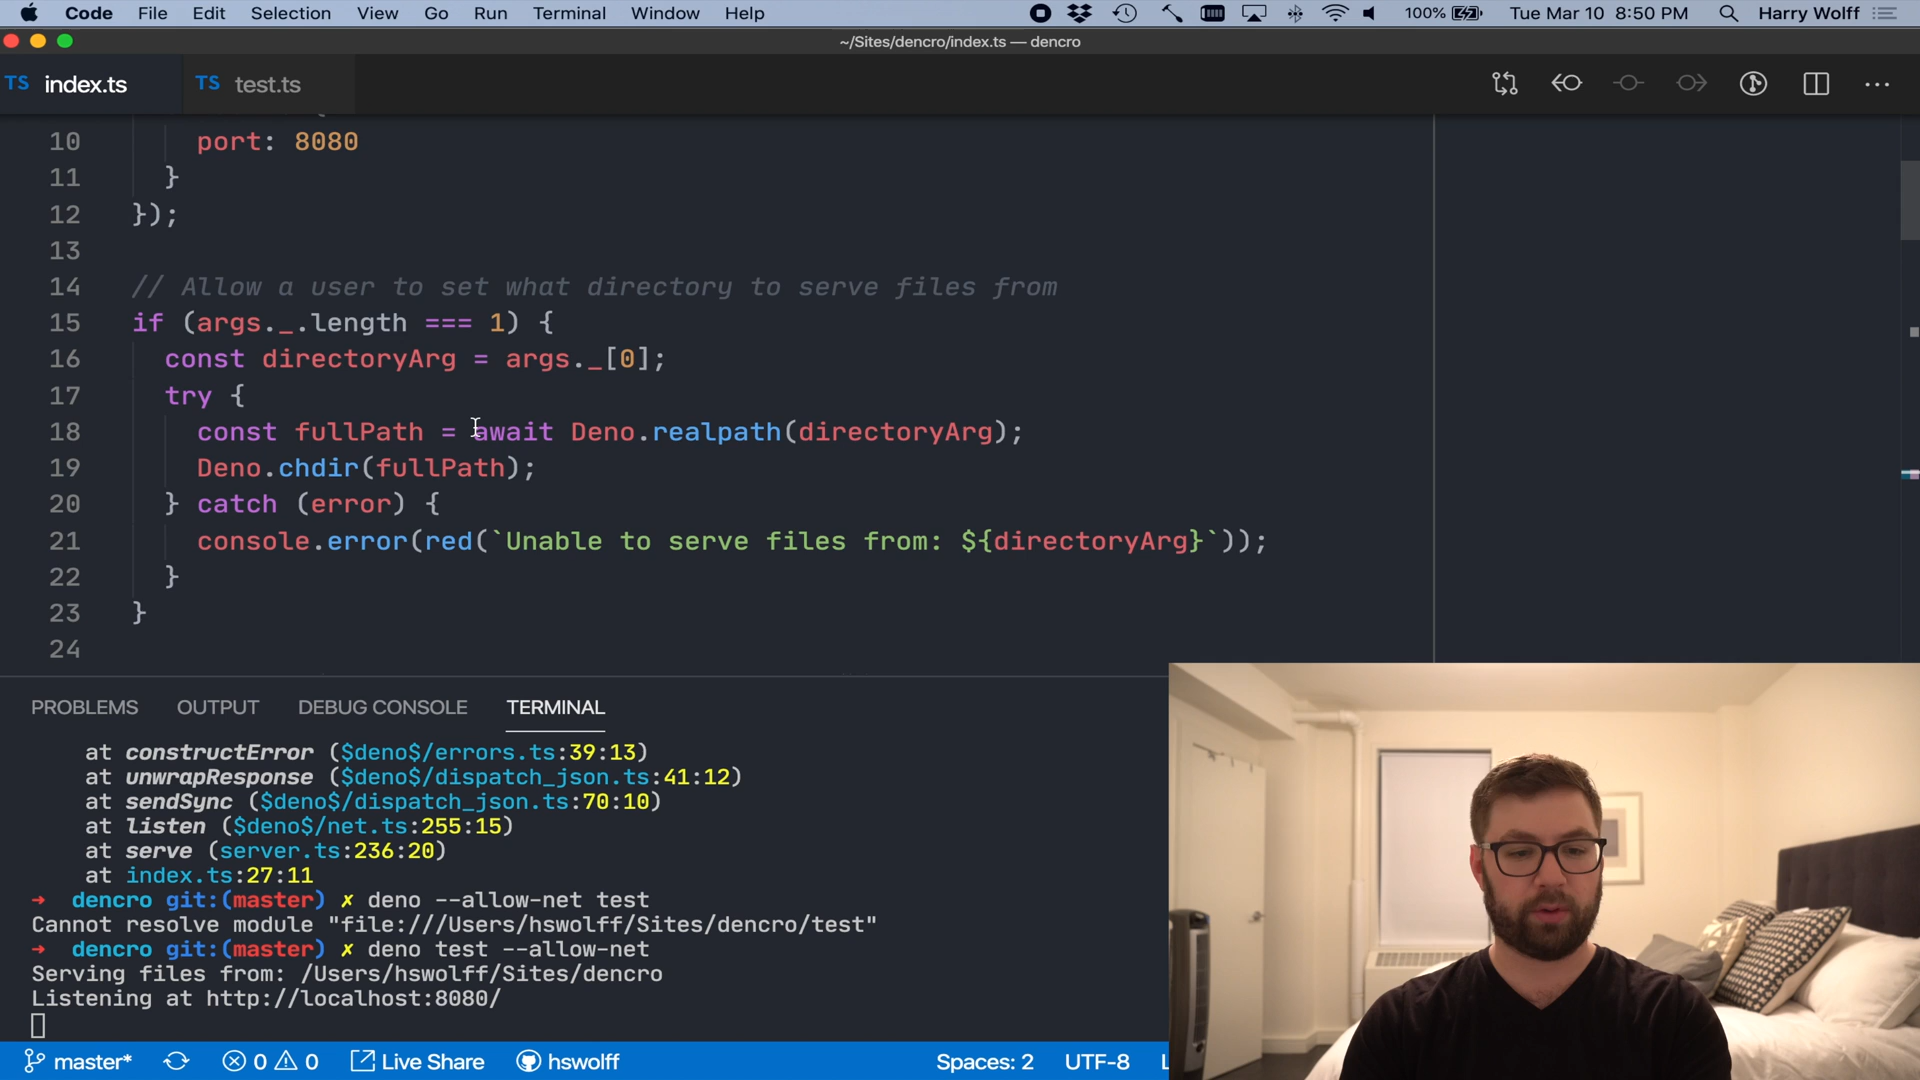 Code File Edit Selection View Go Run Terminal Window Help 100% Tue Mar 10 8:50 PM Harry Wolff
~/Sites/dencro/index.ts — dencro
TS index.ts TS test.ts
10 port: 8080
11 }
12 });
13
14 // Allow a user to set what directory to serve files from
15 if (args._.length === 1) {
16 const directoryArg = args._[0];
17 try {
18 const fullPath = await Deno.realpath(directoryArg);
19 Deno.chdir(fullPath);
20 } catch (error) {
21 console.error(red(`Unable to serve files from: ${directoryArg}`));
22 }
23 }
24
PROBLEMS OUTPUT DEBUG CONSOLE TERMINAL
at constructError ($deno$/errors.ts:39:13)
at unwrapResponse ($deno$/dispatch_json.ts:41:12)
at sendSync ($deno$/dispatch_json.ts:70:10)
at listen ($deno$/net.ts:255:15)
at serve (server.ts:236:20)
at index.ts:27:11
→ dencro git:(master) ✗ deno --allow-net test
Cannot resolve module "file:///Users/hswolff/Sites/dencro/test"
→ dencro git:(master) ✗ deno test --allow-net
Serving files from: /Users/hswolff/Sites/dencro
Listening at http://localhost:8080/
master* 0 0 Live Share hswolff Spaces: 2 UTF-8 L